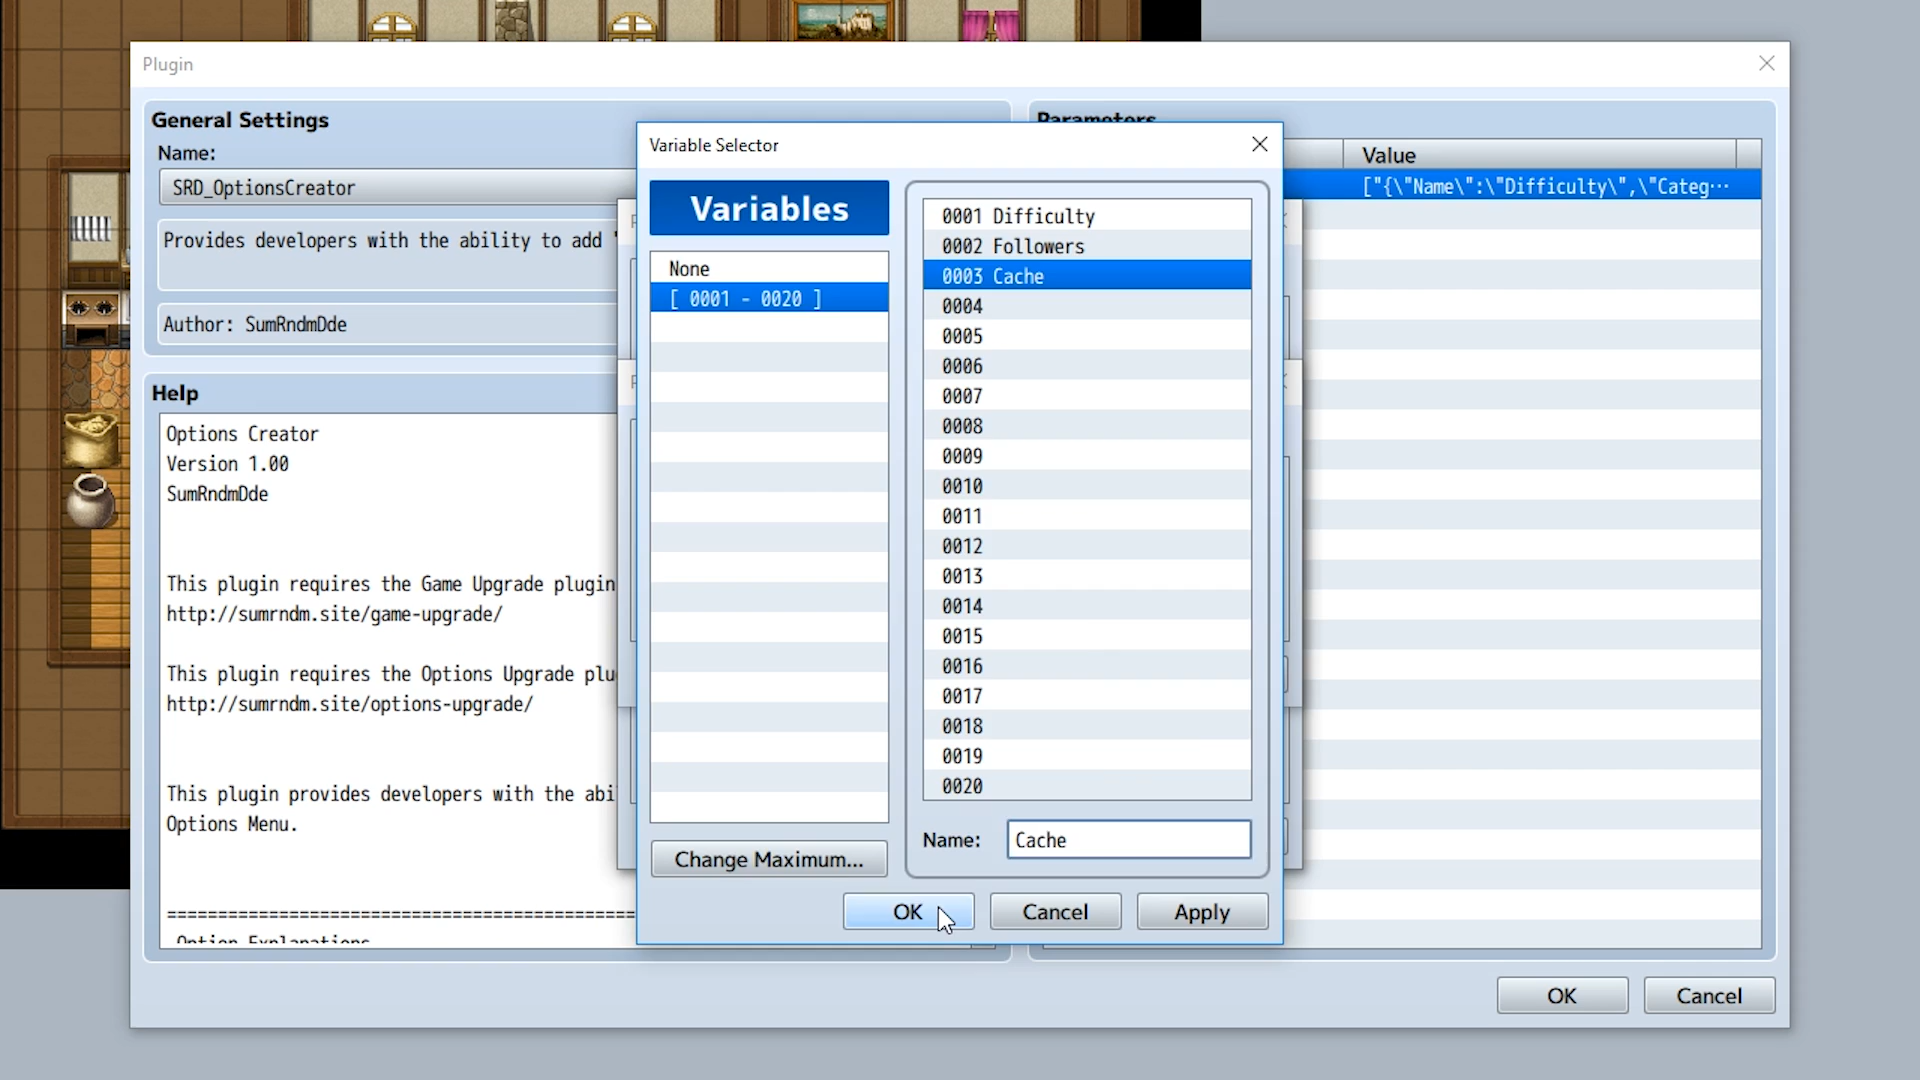 Plugin
General Settings
Name:
SRD_OptionsCreator
Provides developers with the ability to add
Author: SumRndmDde
Help
Options Creator
Version 1.00
SumRndmDde
This plugin requires the Game Upgrade plugin
http://sumrndm.site/game-upgrade/
This plugin requires the Options Upgrade plu
http://sumrndm.site/options-upgrade/
This plugin provides developers with the abi
Options Menu.
==============================================
Option Explanations
Variable Selector
Variables
None
[ 0001 - 0020 ]
Change Maximum...
0001 Difficulty
0002 Followers
0003 Cache
0004
0005
0006
0007
0008
0009
0010
0011
0012
0013
0014
0015
0016
0017
0018
0019
0020
Name: Cache
OK Cancel Apply
Parameters
Value
["{\"Name\":\"Difficulty\",\"Categ…
OK Cancel